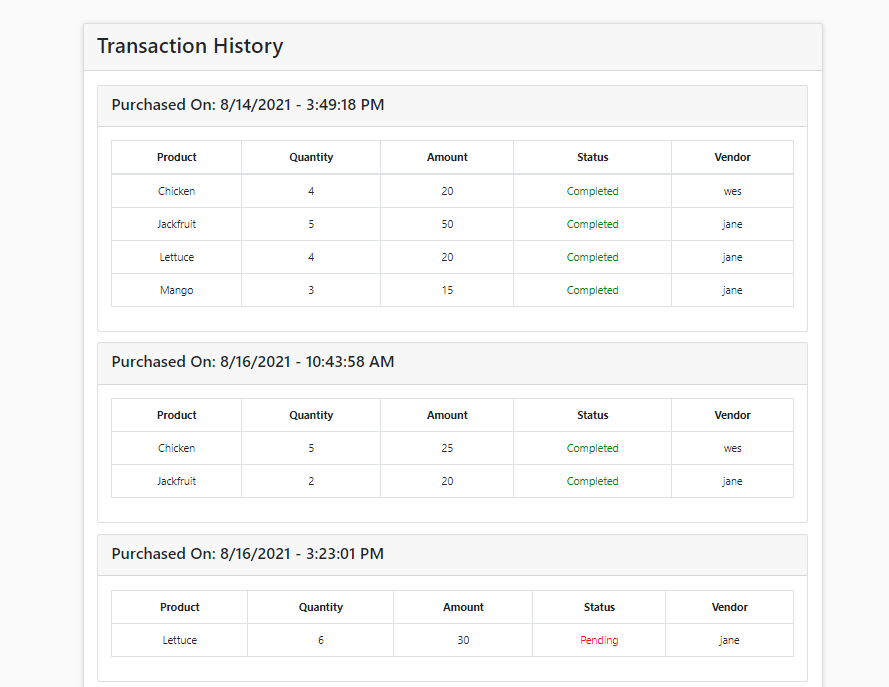 Transaction History
Purchased On: 8/14/2021 - 3:49:18 PM
Product Quantity Amount Status Vendor
Chicken 4 20 Completed wes
Jackfruit 5 50 Completed jane
Lettuce 4 20 Completed jane
Mango 3 15 Completed jane
Purchased On: 8/16/2021 - 10:43:58 AM
Product Quantity Amount Status Vendor
Chicken 5 25 Completed wes
Jackfruit 2 20 Completed jane
Purchased On: 8/16/2021 - 3:23:01 PM
Product Quantity Amount Status Vendor
Lettuce 6 30 Pending jane